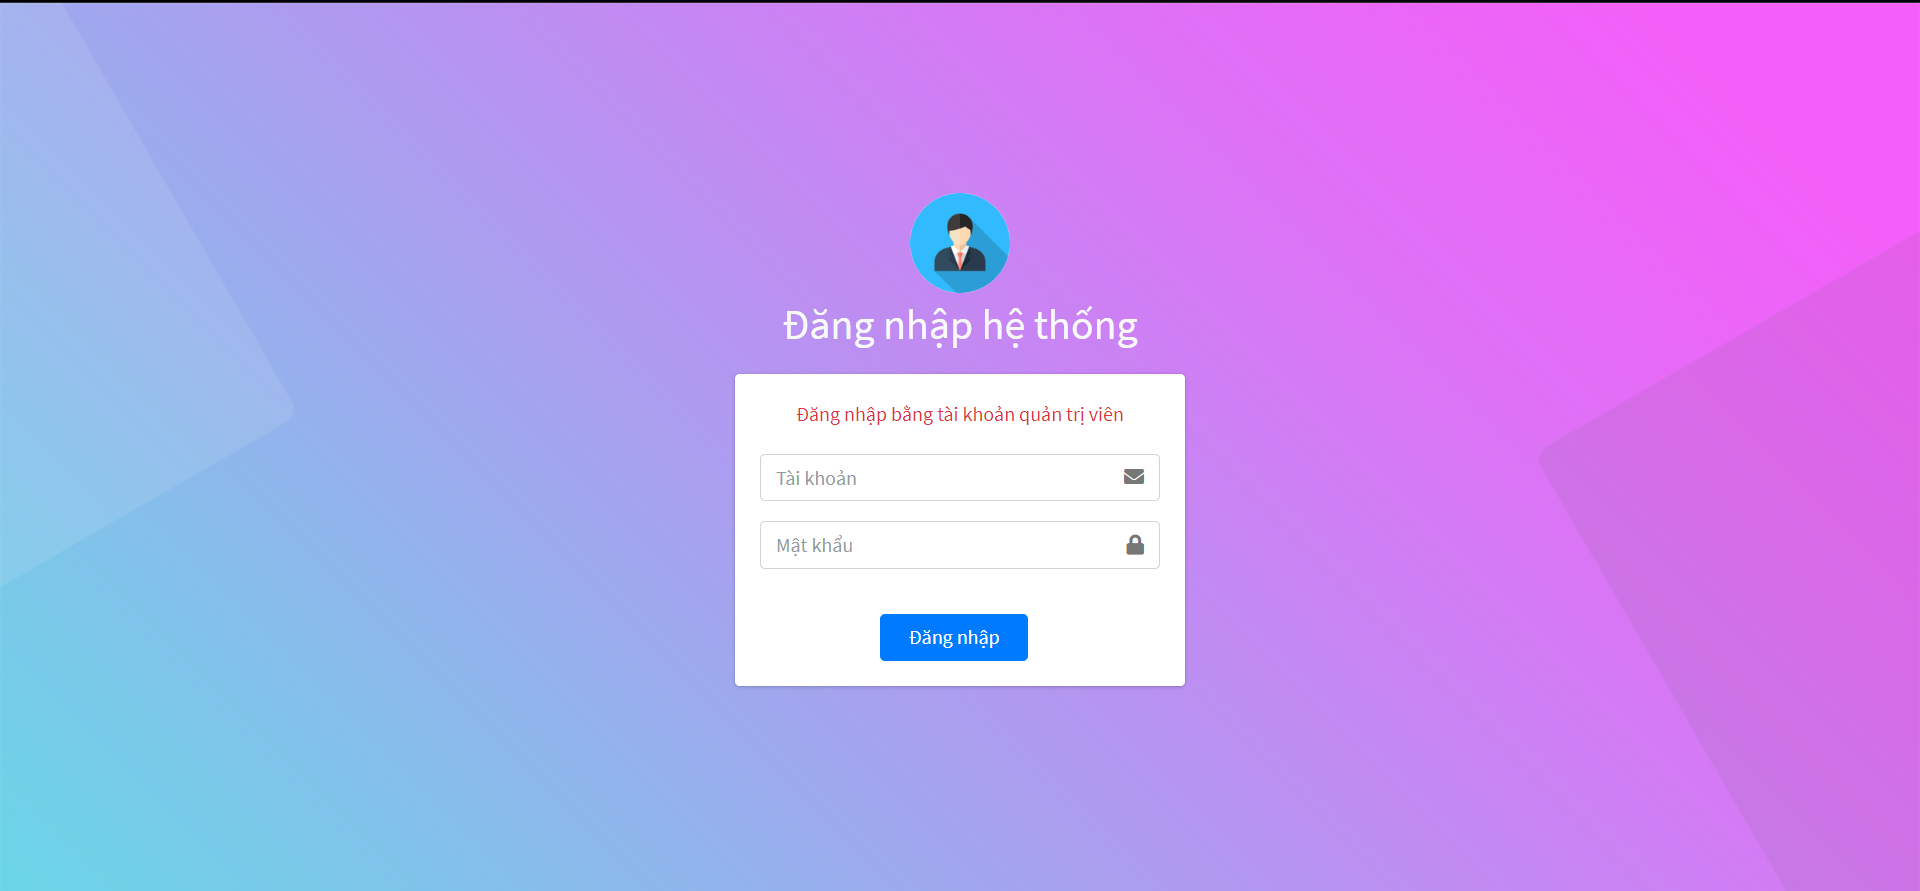 Đăng nhập hệ thống
Đăng nhập bằng tài khoản quản trị viên
Tài khoản
Mật khẩu
Đăng nhập